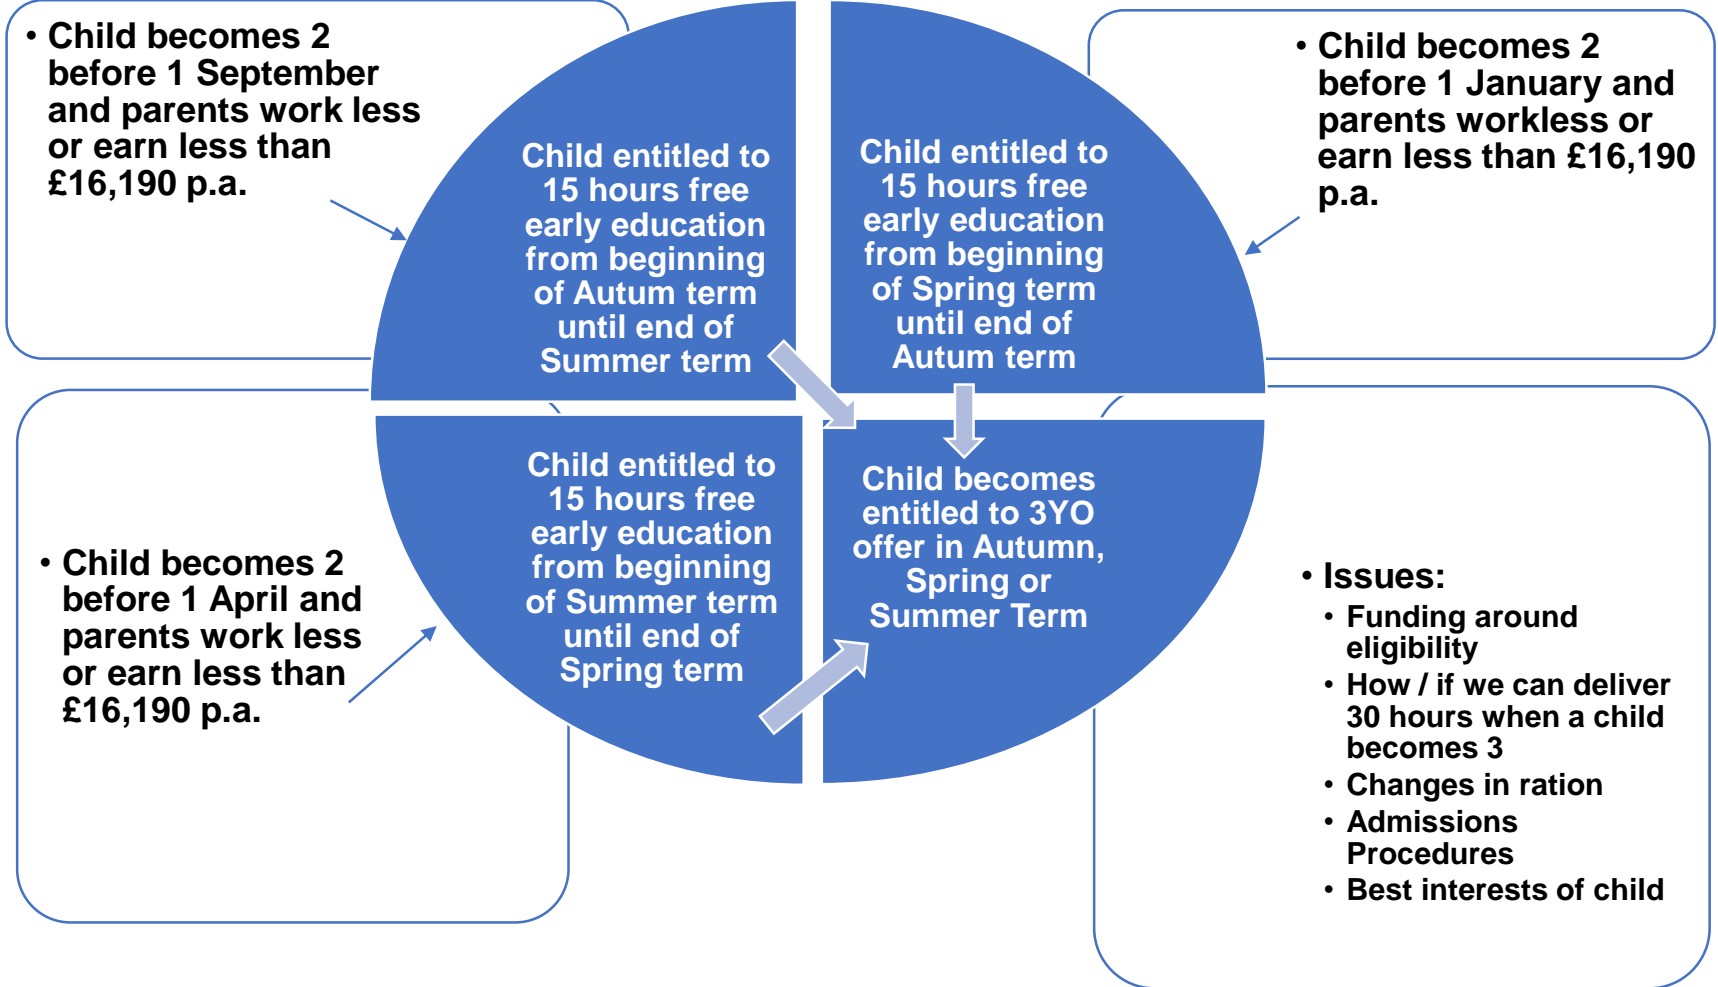 • Child becomes 2
before 1 September
and parents work less
or earn less than
£16,190 p.a.
Child entitled to
15 hours free
early education
from beginning
of Autum term
until end of
Summer term
Child entitled to
15 hours free
early education
from beginning
of Spring term
until end of
Autum term
• Child becomes 2
before 1 January and
parents workless or
earn less than £16,190
p.a.
• Child becomes 2
before 1 April and
parents work less
or earn less than
£16,190 p.a.
Child entitled to
15 hours free
early education
from beginning
of Summer term
until end of
Spring term
Child becomes
entitled to 3YO
offer in Autumn,
Spring or
Summer Term
• Issues:
• Funding around
eligibility
• How / if we can deliver
30 hours when a child
becomes 3
• Changes in ration
• Admissions
Procedures
• Best interests of child